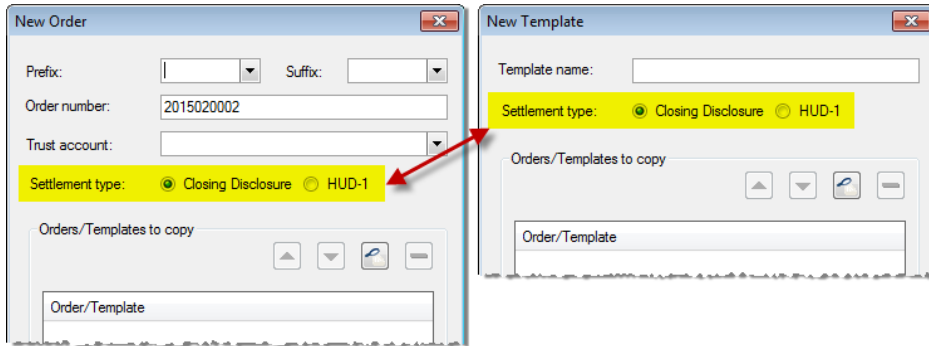 New Order
Prefix:
Suffix:
Order number:
2015020002
Trust account:
Settlement type:
Closing Disclosure
HUD-1
Orders/Templates to copy
Order/Template
New Template
Template name:
Settlement type:
Closing Disclosure
HUD-1
Orders/Templates to copy
Order/Template